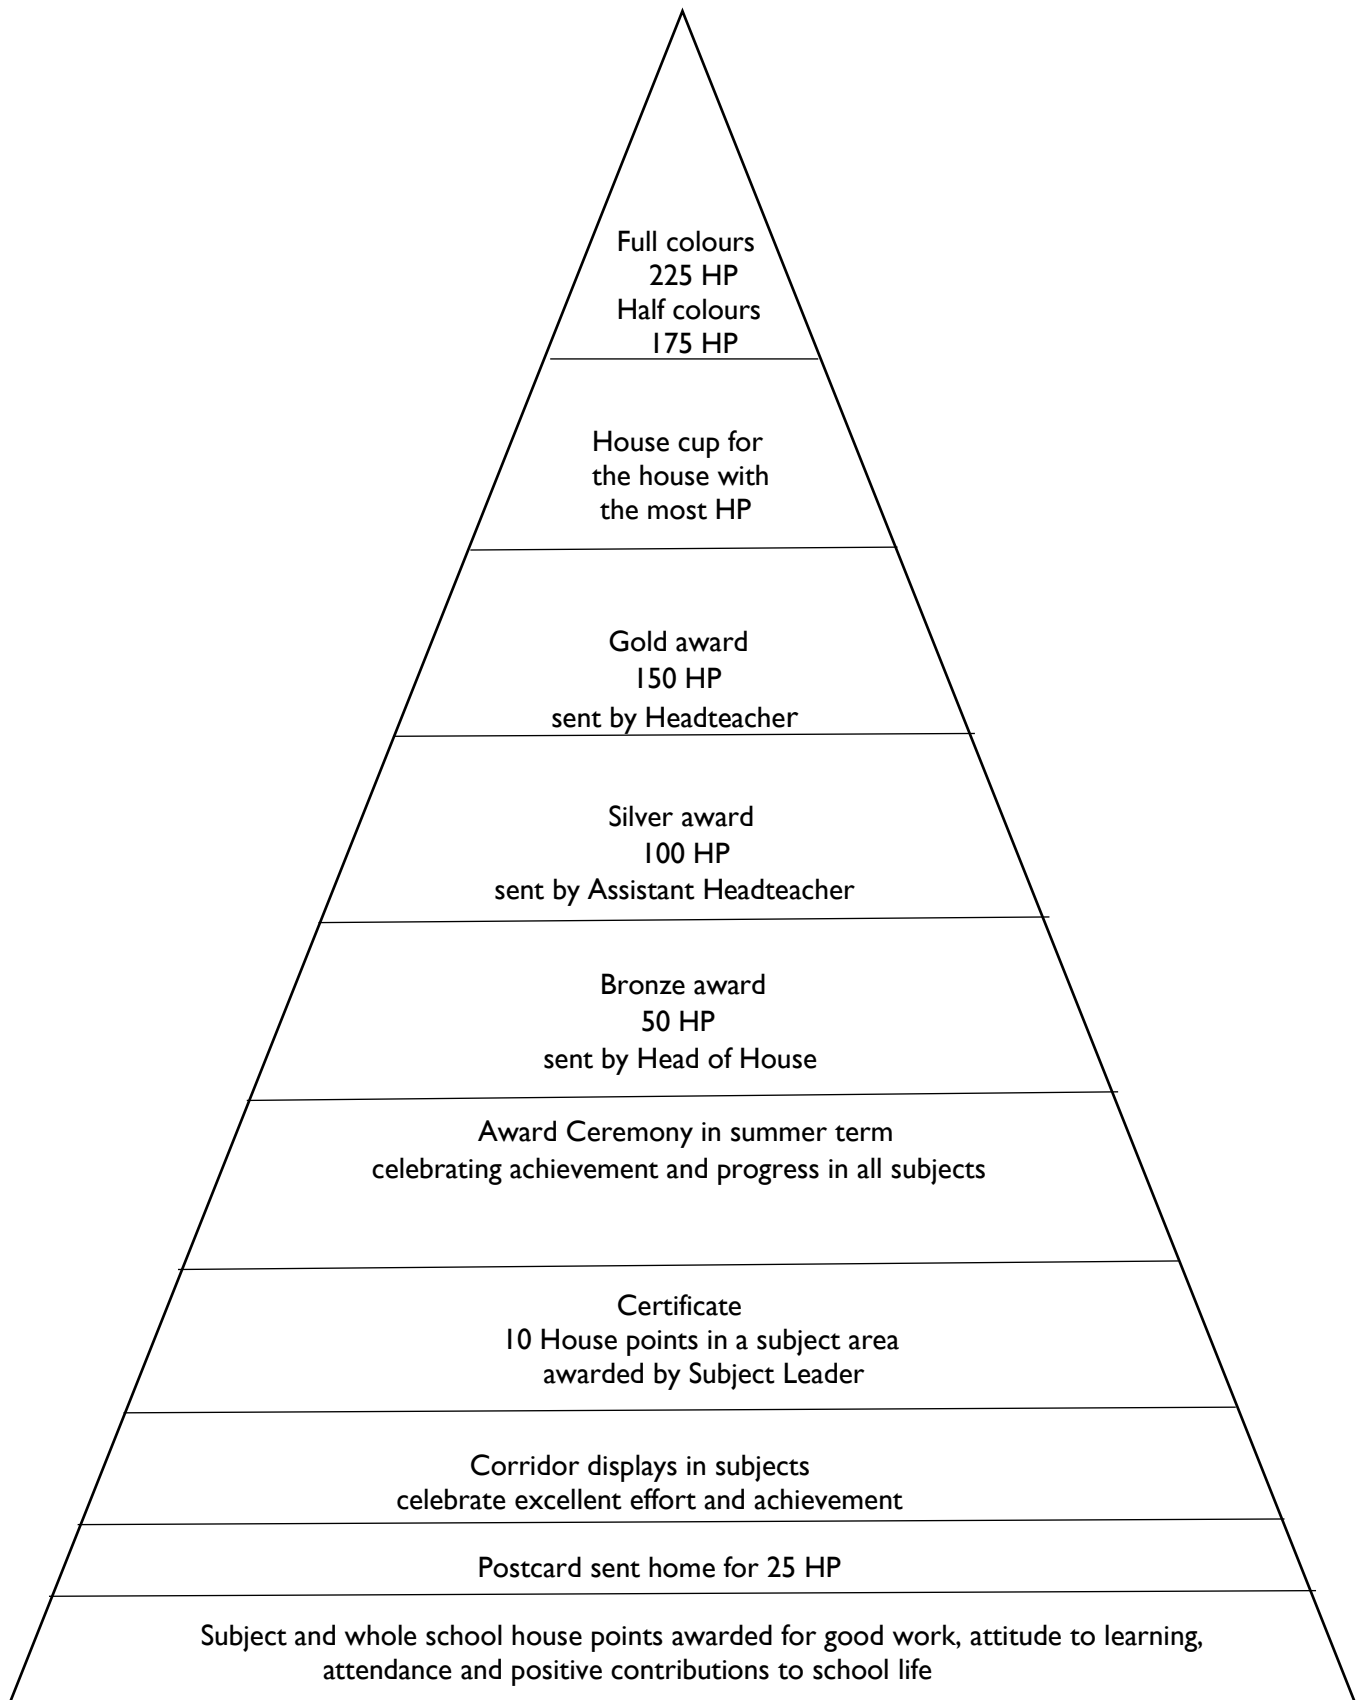 Full colours
225 HP
Half colours
175 HP
House cup for
the house with
the most HP
Gold award
150 HP
sent by Headteacher
Silver award
100 HP
sent by Assistant Headteacher
Bronze award
50 HP
sent by Head of House
Award Ceremony in summer term
celebrating achievement and progress in all subjects
Certificate
10 House points in a subject area
awarded by Subject Leader
Corridor displays in subjects
celebrate excellent effort and achievement
Postcard sent home for 25 HP
Subject and whole school house points awarded for good work, attitude to learning,
attendance and positive contributions to school life